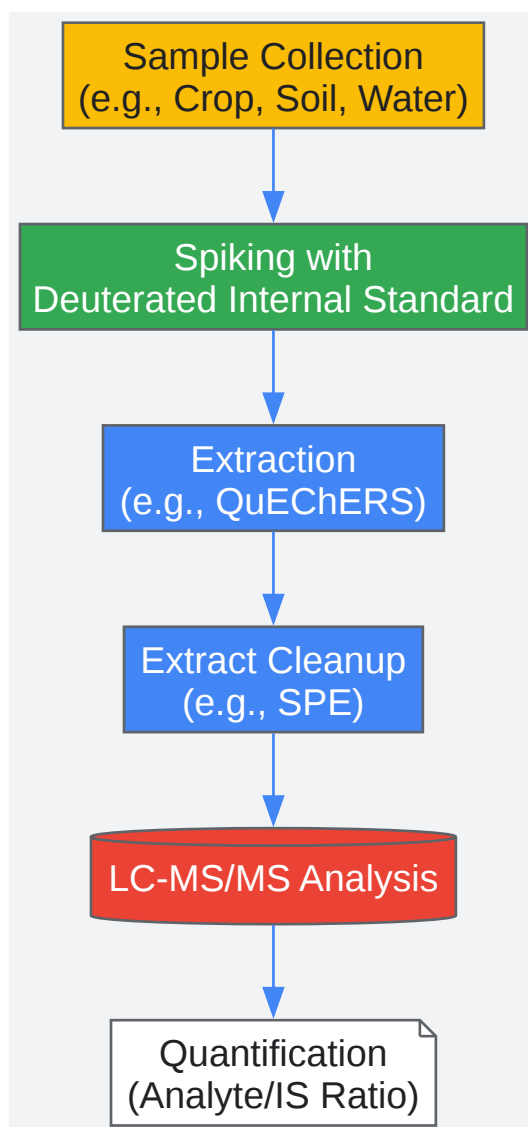 Sample Collection
(e.g., Crop, Soil, Water)
Spiking with
Deuterated Internal Standard
Extraction
(e.g., QuEChERS)
Extract Cleanup
(e.g., SPE)
LC-MS/MS Analysis
Quantification
(Analyte/IS Ratio)